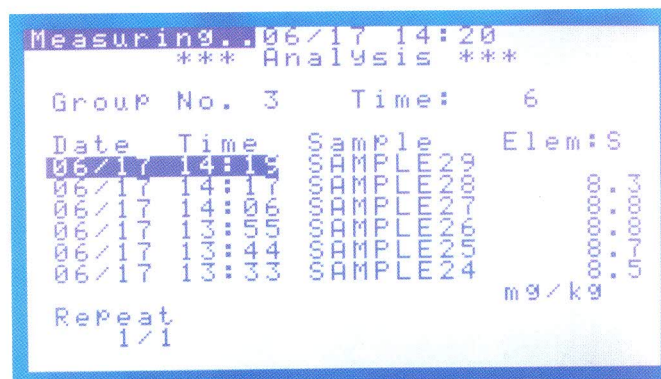 Measuring..06/17 14:20
*** Analysis ***
Group No. 3 Time: 6
Date Time Sample Elem:S
06/17 14:19 SAMPLE29
06/17 14:17 SAMPLE28 8.3
06/17 14:06 SAMPLE27 8.8
06/17 13:55 SAMPLE26 8.8
06/17 13:44 SAMPLE25 8.7
06/17 13:33 SAMPLE24 8.5
mg/kg
Repeat
1/1